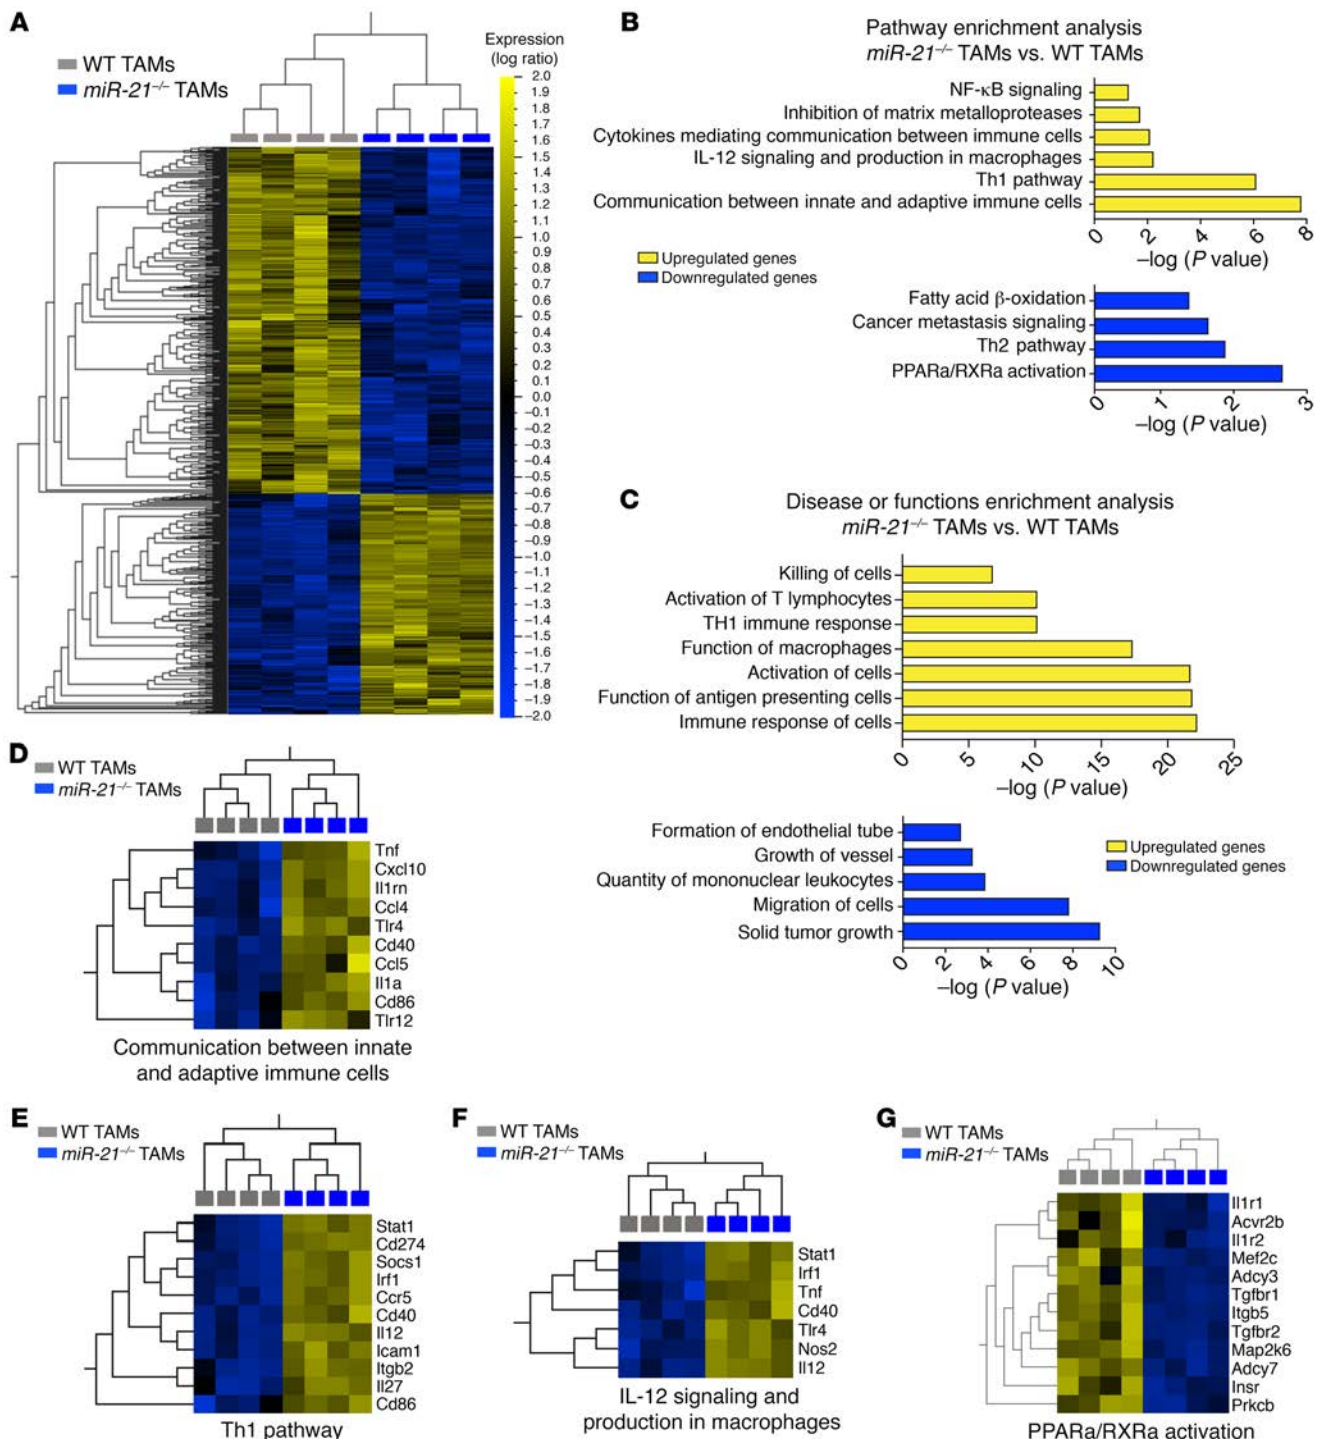 A
WT TAMs
miR-21–/– TAMs
Expression
(log ratio)
2.0
1.9
1.8
1.7
1.6
1.5
1.4
1.3
1.2
1.1
1.0
0.9
0.8
0.7
0.6
0.5
0.4
0.3
0.2
0.1
–0.0
–0.1
–0.2
–0.3
–0.4
–0.5
–0.6
–0.7
–0.8
–0.9
–1.0
–1.1
–1.2
–1.3
–1.4
–1.5
–1.6
–1.7
–1.8
–1.9
–2.0
B
Pathway enrichment analysis
miR-21–/– TAMs vs. WT TAMs
NF-κB signaling
Inhibition of matrix metalloproteases
Cytokines mediating communication between immune cells
IL-12 signaling and production in macrophages
Th1 pathway
Communication between innate and adaptive immune cells
0 2 4 6 8
–log (P value)
Upregulated genes
Downregulated genes
Fatty acid β-oxidation
Cancer metastasis signaling
Th2 pathway
PPARa/RXRa activation
0 1 2 3
–log (P value)
C
Disease or functions enrichment analysis
miR-21–/– TAMs vs. WT TAMs
Killing of cells
Activation of T lymphocytes
TH1 immune response
Function of macrophages
Activation of cells
Function of antigen presenting cells
Immune response of cells
0 5 10 15 20 25
–log (P value)
Formation of endothelial tube
Growth of vessel
Quantity of mononuclear leukocytes
Migration of cells
Solid tumor growth
0 2 4 6 8 10
–log (P value)
Upregulated genes
Downregulated genes
D
WT TAMs
miR-21–/– TAMs
Tnf
Cxcl10
Il1rn
Ccl4
Tlr4
Cd40
Ccl5
Il1a
Cd86
Tlr12
Communication between innate
and adaptive immune cells
E
WT TAMs
miR-21–/– TAMs
Stat1
Cd274
Socs1
Irf1
Ccr5
Cd40
Il12
Icam1
Itgb2
Il27
Cd86
Th1 pathway
F
WT TAMs
miR-21–/– TAMs
Stat1
Irf1
Tnf
Cd40
Tlr4
Nos2
Il12
IL-12 signaling and
production in macrophages
G
WT TAMs
miR-21–/– TAMs
Il1r1
Acvr2b
Il1r2
Mef2c
Adcy3
Tgfbr1
Itgb5
Tgfbr2
Map2k6
Adcy7
Insr
Prkcb
PPARa/RXRa activation